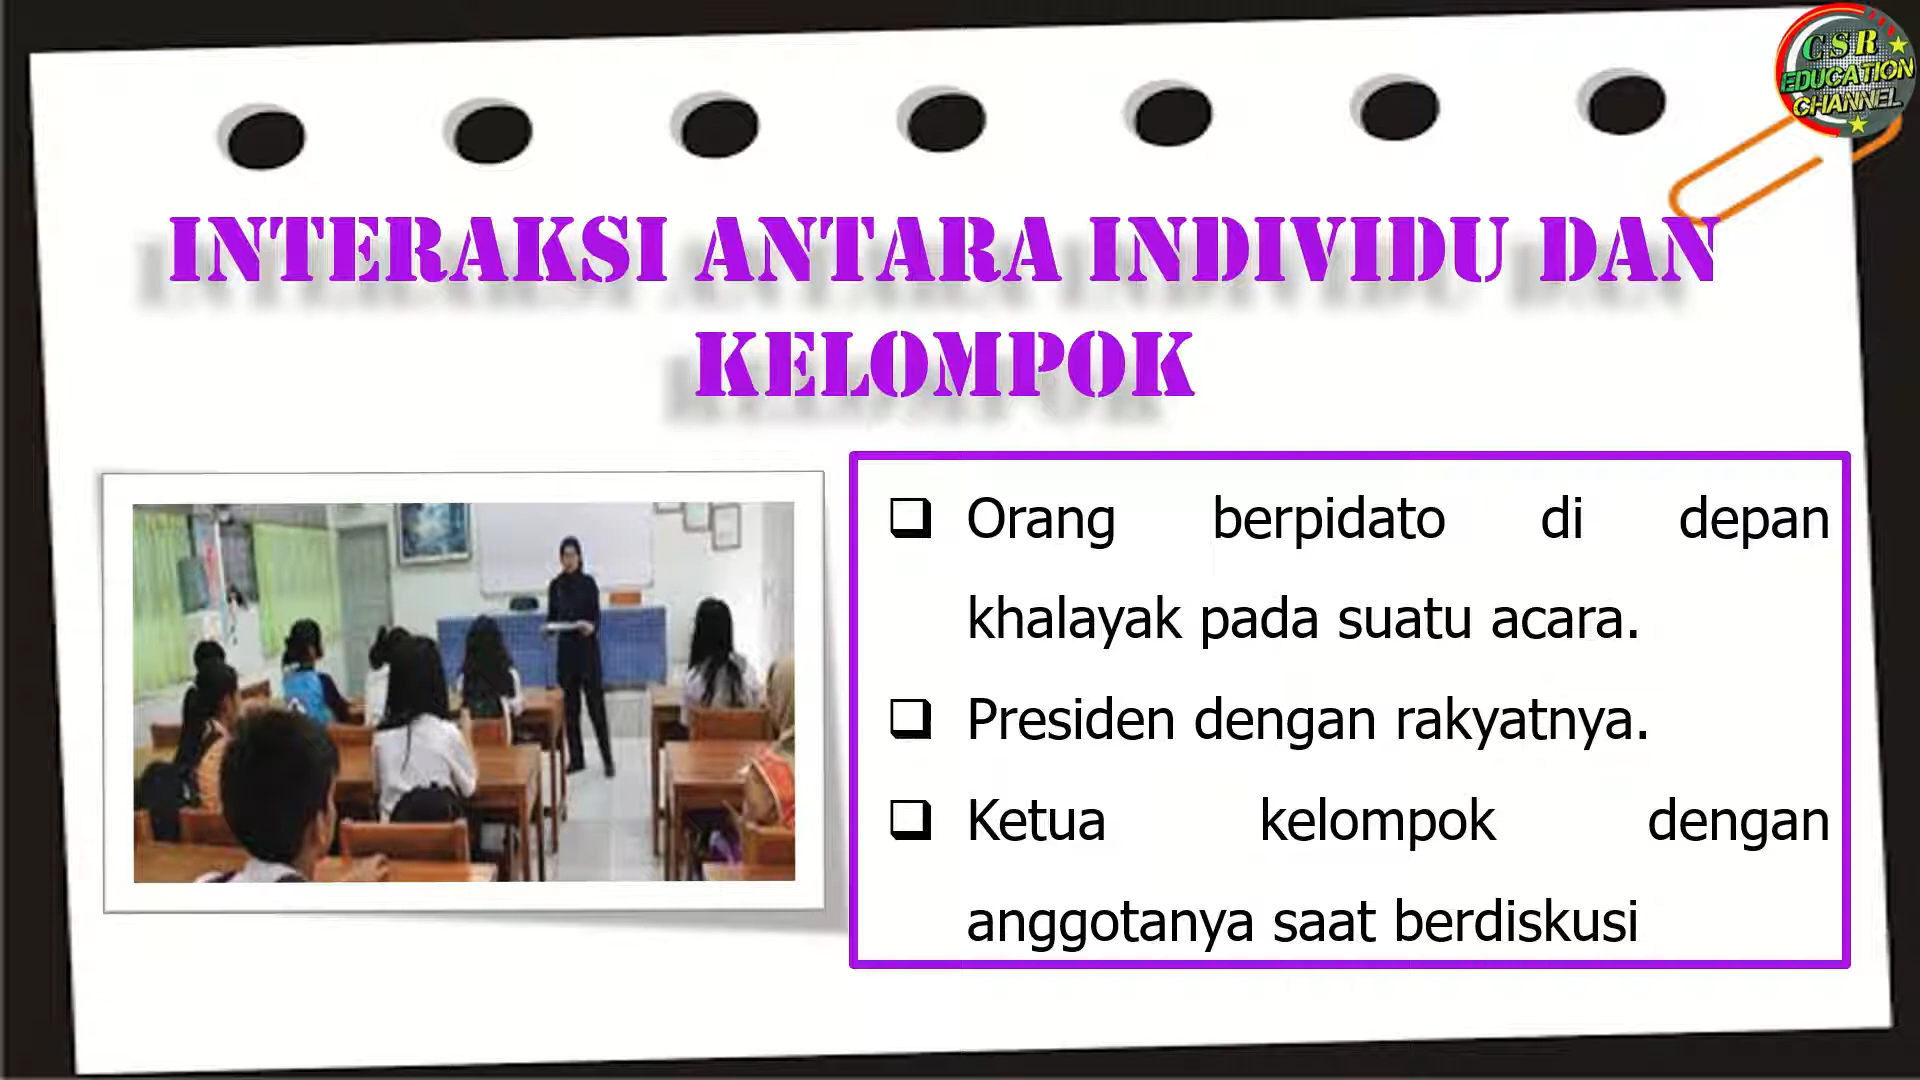 CSR
EDUCATION
CHANNEL
INTERAKSI ANTARA INDIVIDU DAN
KELOMPOK
Orang berpidato di depan
khalayak pada suatu acara.
Presiden dengan rakyatnya.
Ketua kelompok dengan
anggotanya saat berdiskusi